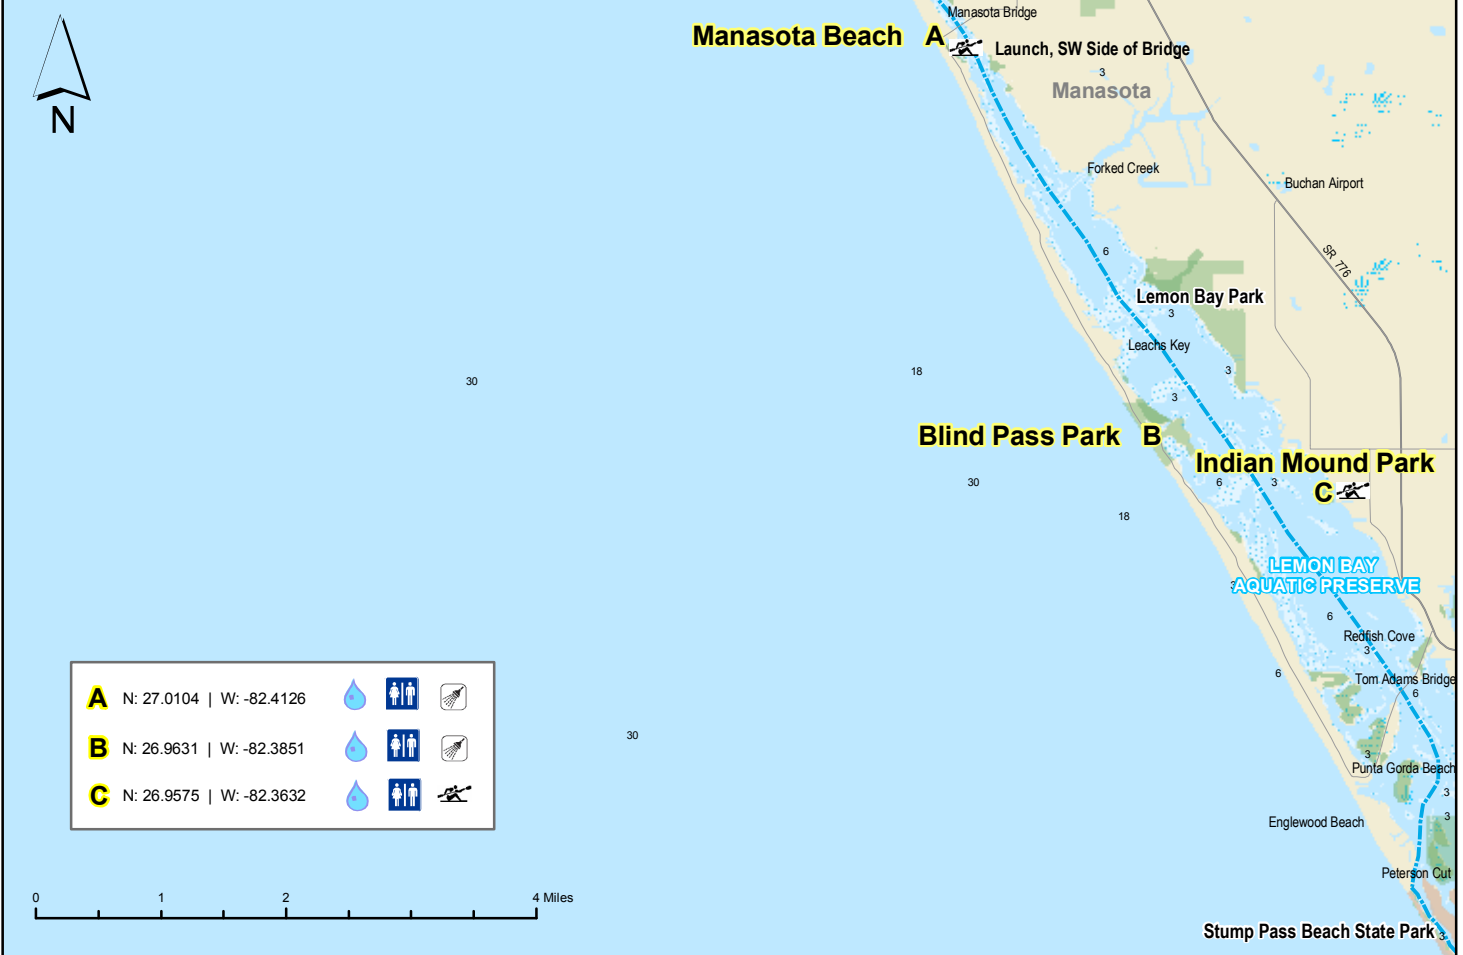 Manasota Bridge
Manasota Beach A
Launch, SW Side of Bridge
N
3
Manasota
Forked Creek
Buchan Airport
6
SR 776
Lemon Bay Park
3
Leachs Key
18
3
30
3
Blind Pass Park B
Indian Mound Park
30
6
3
C
18
LEMON BAY
AQUATIC PRESERVE
3
6
Redfish Cove
3
6
Tom Adams Bridge
6
A N: 27.0104 | W: -82.4126
B N: 26.9631 | W: -82.3851
C N: 26.9575 | W: -82.3632
30
3
Punta Gorda Beach
3
3
Englewood Beach
Peterson Cut
0 1 2 4 Miles
Stump Pass Beach State Park
3